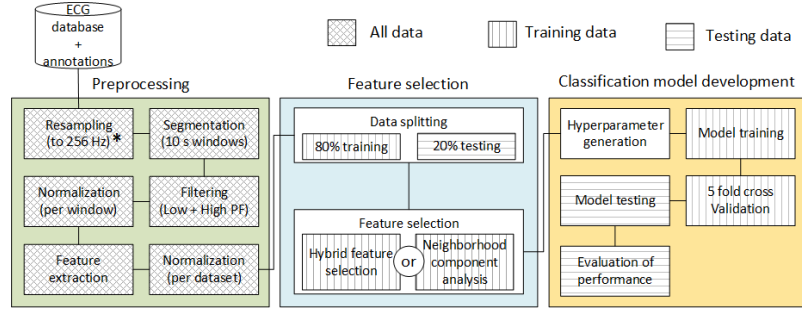 ECG
database
+
annotations
All data
Training data
Testing data
Preprocessing
Feature selection
Classification model development
Resampling
(to 256 Hz)*
Segmentation
(10 s windows)
Normalization
(per window)
Filtering
(Low + High PF)
Feature
extraction
Normalization
(per dataset)
Data splitting
80% training
20% testing
Feature selection
Hybrid feature
selection
or
Neighborhood
component
analysis
Hyperparameter
generation
Model training
Model testing
5 fold cross
Validation
Evaluation of
performance